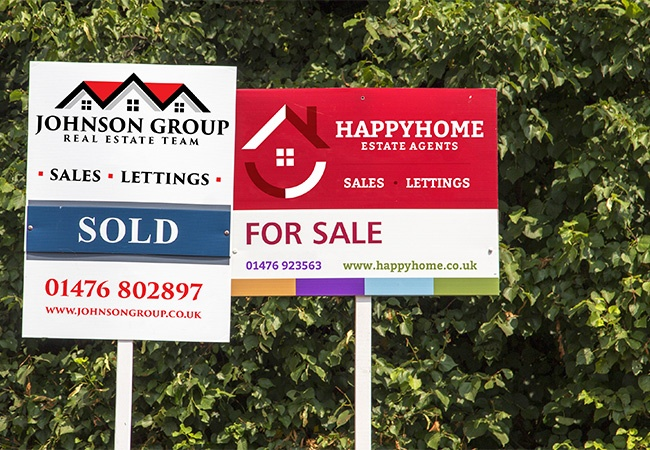 JOHNSON GROUP
REAL ESTATE TEAM
· SALES · LETTINGS ·
SOLD
01476 802897
WWW.JOHNSONGROUP.CO.UK
HAPPYHOME
ESTATE AGENTS
SALES · LETTINGS
FOR SALE
01476 923563 www.happyhome.co.uk